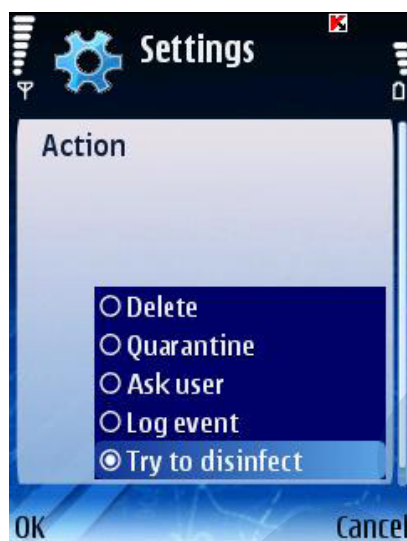 Settings
Action
Delete
Quarantine
Ask user
Log event
Try to disinfect
OK Cancel